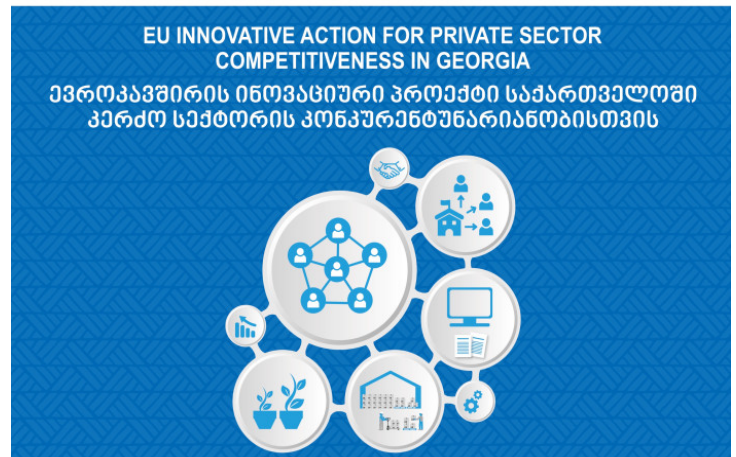 EU INNOVATIVE ACTION FOR PRIVATE SECTOR
COMPETITIVENESS IN GEORGIA
ევროკავშირის ინოვაციური პროექტი საქართველოში
კერძო სექტორის კონკურენტუნარიანობისთვის